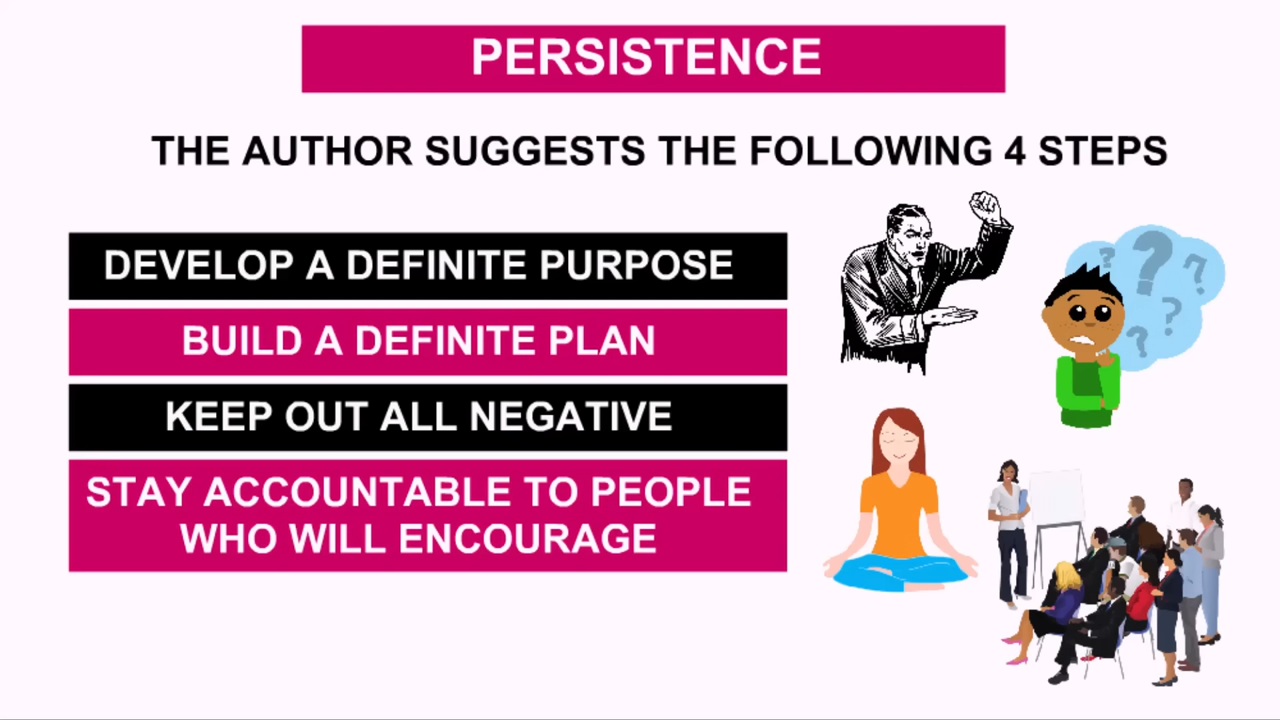 PERSISTENCE
THE AUTHOR SUGGESTS THE FOLLOWING 4 STEPS
DEVELOP A DEFINITE PURPOSE
BUILD A DEFINITE PLAN
KEEP OUT ALL NEGATIVE
STAY ACCOUNTABLE TO PEOPLE
WHO WILL ENCOURAGE